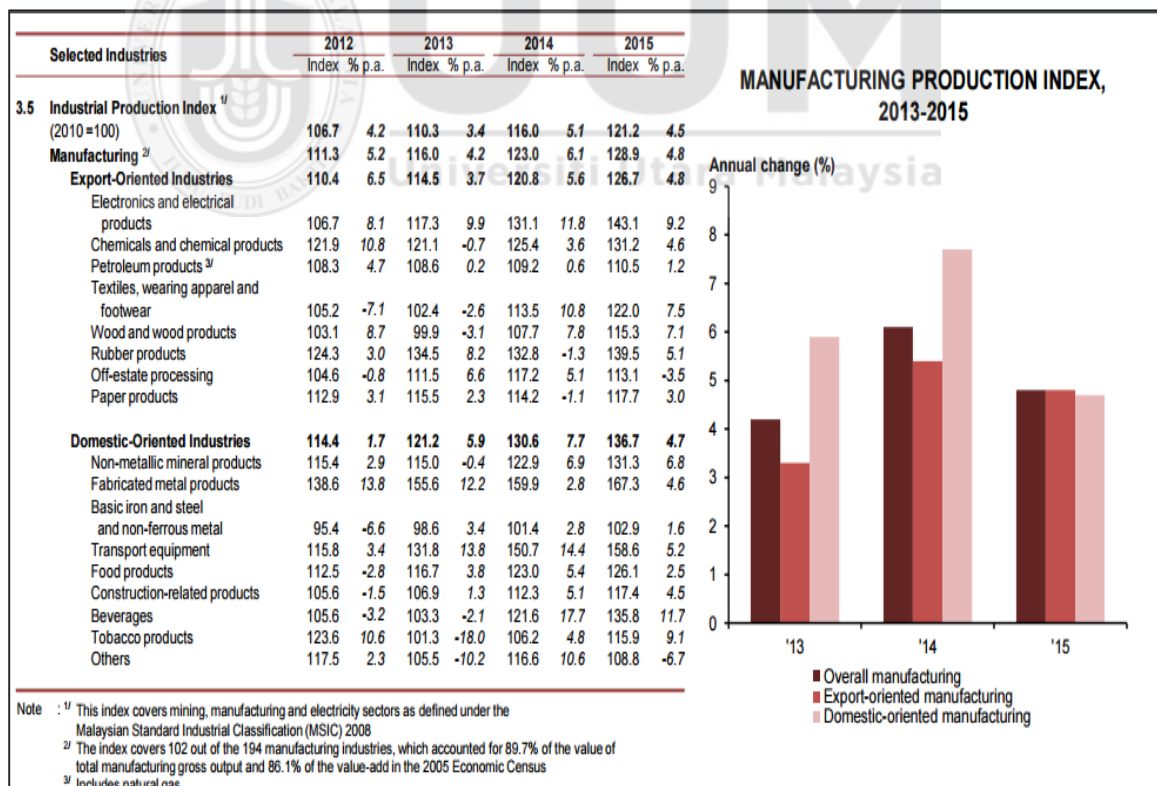 2012 2013 2014 2015
Selected Industries
Index % p.a. Index % p.a. Index % p.a. Index % p.a.
3.5 Industrial Production Index 1/
(2010 =100) 106.7 4.2 110.3 3.4 116.0 5.1 121.2 4.5
Manufacturing 2/ 111.3 5.2 116.0 4.2 123.0 6.1 128.9 4.8
Export-Oriented Industries 110.4 6.5 114.5 3.7 120.8 5.6 126.7 4.8
Electronics and electrical
products 106.7 8.1 117.3 9.9 131.1 11.8 143.1 9.2
Chemicals and chemical products 121.9 10.8 121.1 -0.7 125.4 3.6 131.2 4.6
Petroleum products 3/ 108.3 4.7 108.6 0.2 109.2 0.6 110.5 1.2
Textiles, wearing apparel and
footwear 105.2 -7.1 102.4 -2.6 113.5 10.8 122.0 7.5
Wood and wood products 103.1 8.7 99.9 -3.1 107.7 7.8 115.3 7.1
Rubber products 124.3 3.0 134.5 8.2 132.8 -1.3 139.5 5.1
Off-estate processing 104.6 -0.8 111.5 6.6 117.2 5.1 113.1 -3.5
Paper products 112.9 3.1 115.5 2.3 114.2 -1.1 117.7 3.0
Domestic-Oriented Industries 114.4 1.7 121.2 5.9 130.6 7.7 136.7 4.7
Non-metallic mineral products 115.4 2.9 115.0 -0.4 122.9 6.9 131.3 6.8
Fabricated metal products 138.6 13.8 155.6 12.2 159.9 2.8 167.3 4.6
Basic iron and steel
and non-ferrous metal 95.4 -6.6 98.6 3.4 101.4 2.8 102.9 1.6
Transport equipment 115.8 3.4 131.8 13.8 150.7 14.4 158.6 5.2
Food products 112.5 -2.8 116.7 3.8 123.0 5.4 126.1 2.5
Construction-related products 105.6 -1.5 106.9 1.3 112.3 5.1 117.4 4.5
Beverages 105.6 -3.2 103.3 -2.1 121.6 17.7 135.8 11.7
Tobacco products 123.6 10.6 101.3 -18.0 106.2 4.8 115.9 9.1
Others 117.5 2.3 105.5 -10.2 116.6 10.6 108.8 -6.7
Note : 1/ This index covers mining, manufacturing and electricity sectors as defined under the
Malaysian Standard Industrial Classification (MSIC) 2008
2/ The index covers 102 out of the 194 manufacturing industries, which accounted for 89.7% of the value of
total manufacturing gross output and 86.1% of the value-add in the 2005 Economic Census
3/ Includes natural gas
MANUFACTURING PRODUCTION INDEX,
2013-2015
Annual change (%)
9
8
7
6
5
4
3
2
1
0
'13 '14 '15
Overall manufacturing
Export-oriented manufacturing
Domestic-oriented manufacturing
UUM
Universiti Utara Malaysia